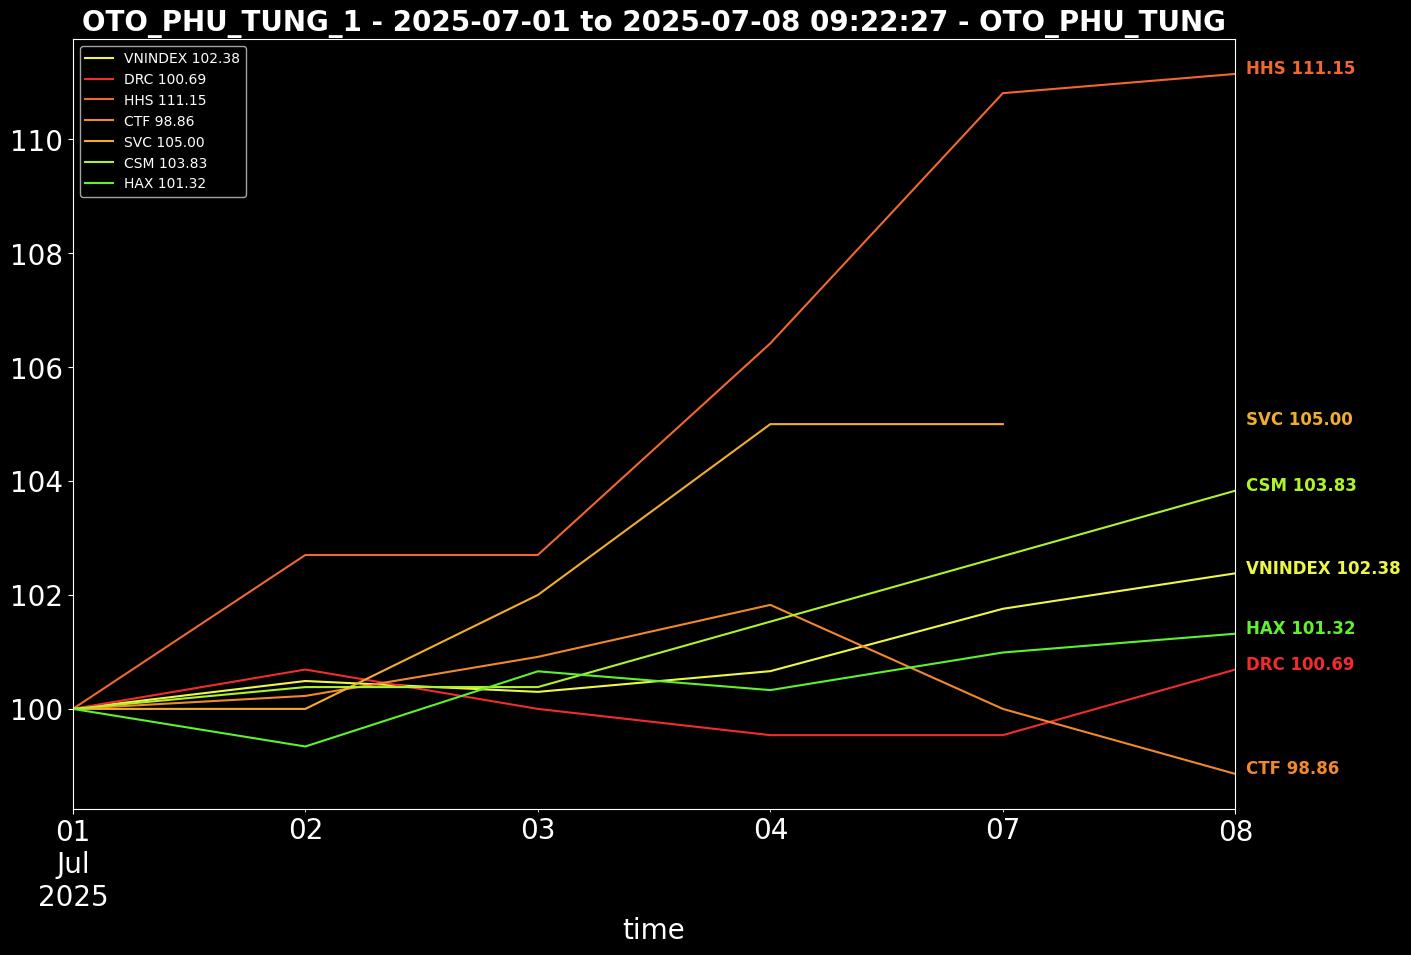 OTO_PHU_TUNG_1 - 2025-07-01 to 2025-07-08 09:22:27 - OTO_PHU_TUNG
VNINDEX 102.38
DRC 100.69
HHS 111.15
CTF 98.86
SVC 105.00
CSM 103.83
HAX 101.32
110
108
106
104
102
100
HHS 111.15
SVC 105.00
CSM 103.83
VNINDEX 102.38
HAX 101.32
DRC 100.69
CTF 98.86
01 02 03 04 07 08
Jul
2025
time